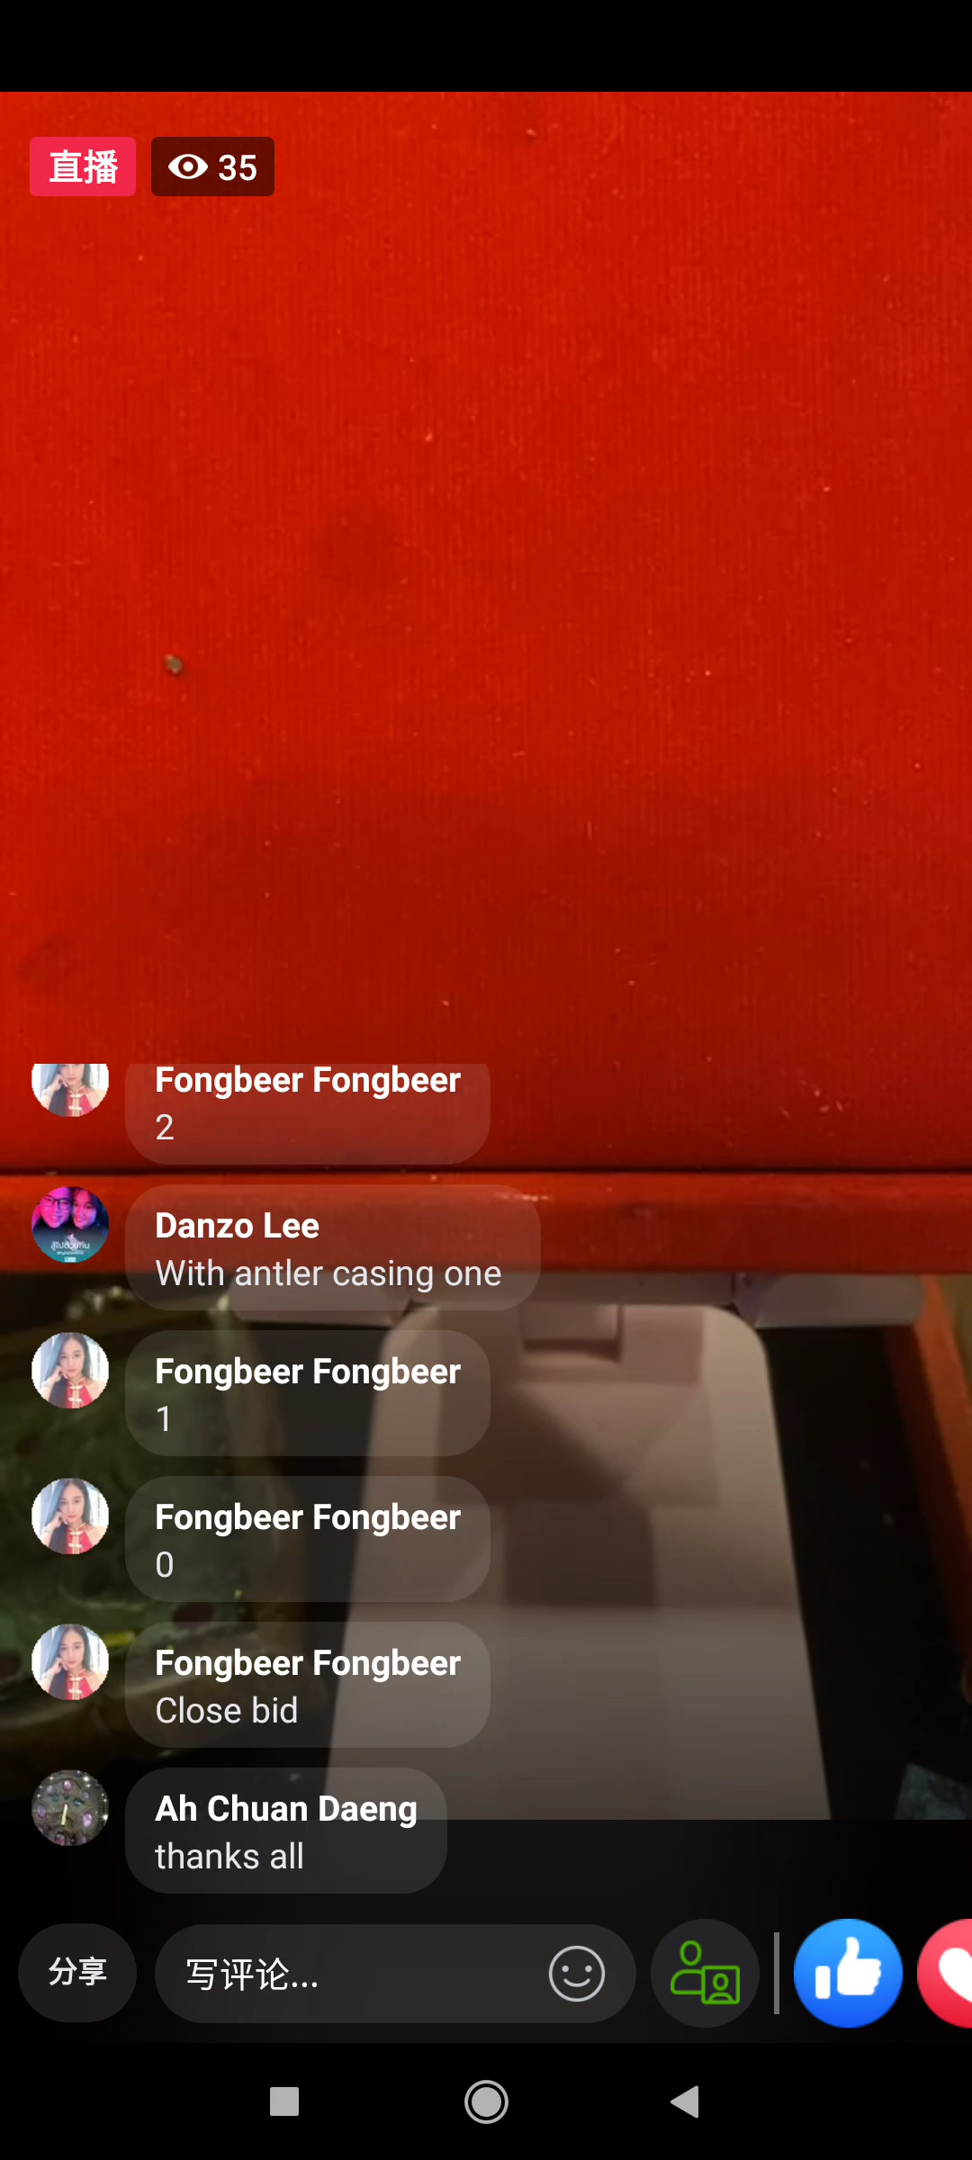 直播
35
Fongbeer Fongbeer
2
Danzo Lee
With antler casing one
Fongbeer Fongbeer
1
Fongbeer Fongbeer
0
Fongbeer Fongbeer
Close bid
Ah Chuan Daeng
thanks all
分享
写评论...